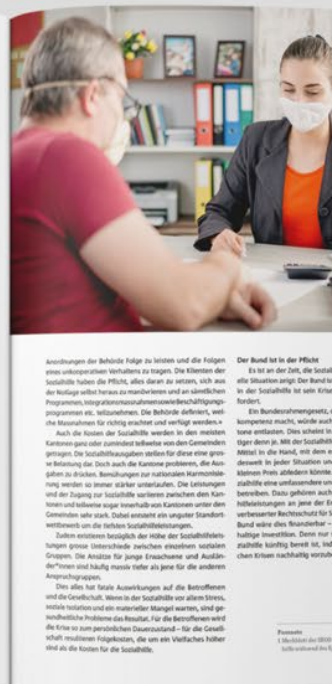 Anordnungen der Behörde Folge zu leisten und die Folgen
eines unkooperativen Verhaltens zu tragen. Die Klienten der
Sozialhilfe haben die Pflicht, alles daran zu setzen, sich aus
der Notlage selbst heraus zu manövrieren und an sämtlichen
Programmen, Integrationsmassnahmen sowie Beschäftigungs-
programmen etc. teilzunehmen. Die Behörde definiert, wel-
che Massnahmen für richtig erachtet und verfügt werden.
Auch die Kosten der Sozialhilfe werden in den meisten
Kantonen ganz oder zumindest teilweise von den Gemeinden
getragen. Die Sozialhilfeausgaben stellen für diese eine gros-
se Belastung dar. Doch auch die Kantone probieren, die Aus-
gaben zu drücken. Bemühungen zur nationalen Harmonisie-
rung werden so immer stärker unterlaufen. Die Leistungen
und der Zugang zur Sozialhilfe variieren zwischen den Kan-
tonen und teilweise sogar innerhalb von Kantonen unter den
Gemeinden sehr stark. Dabei entsteht ein unguter Standort-
wettbewerb um die tiefsten Sozialhilfeleistungen.
Zudem existieren bezüglich der Höhe der Sozialhilfeleis-
tungen grosse Unterschiede zwischen einzelnen sozialen
Gruppen. Die Ansätze für junge Erwachsene und Auslän-
der*innen sind häufig massiv tiefer als jene für die anderen
Anspruchsgruppen.
Dies alles hat fatale Auswirkungen auf die Betroffenen
und die Gesellschaft. Wenn in der Sozialhilfe vor allem Stress,
soziale Isolation und ein materieller Mangel warten, sind ge-
sundheitliche Probleme das Resultat. Für die Betroffenen wird
die Krise so zum persönlichen Dauerzustand – für die Gesell-
schaft resultieren Folgekosten, die um ein Vielfaches höher
sind als die Kosten für die Sozialhilfe.
Der Bund ist in der Pflicht
Es ist an der Zeit, die Sozial
elle Situation zeigt: Der Bund ist
in der Sozialhilfe ist sein Krise
fordert.
Ein Bundesrahmengesetz,
kompetenz macht, würde auch
tone entlasten. Dies scheint in
tiger denn je. Mit der Sozialhilf
Mittel in die Hand, mit dem e
denswelt in jeder Situation un
kleinen Preis abfedern könnte
zialhilfe eine umfassendere un
betreiben. Dazu gehören auch
hilfeleistungen an jene der Er
verbesserter Rechtsschutz für S
Bund wäre dies finanzierbar –
haltige Investition. Denn nur
zialhilfe künftig bereit ist, ind
chen Krisen nachhaltig vorzube
Fussnote